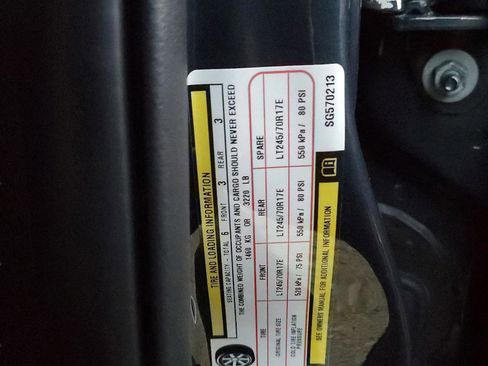 TIRE AND LOADING INFORMATION
SEATING CAPACITY - TOTAL 6 FRONT 3 REAR 3
THE COMBINED WEIGHT OF OCCUPANTS AND CARGO SHOULD NEVER EXCEED
1460 KG OR 3220 LB
TIRE FRONT REAR SPARE
ORIGINAL TIRE SIZE LT245/70R17E LT245/70R17E LT245/70R17E
COLD TIRE INFLATION PRESSURE 520 kPa / 75 PSI 550 kPa / 80 PSI 550 kPa / 80 PSI
SEE OWNERS MANUAL FOR ADDITIONAL INFORMATION
SG570213